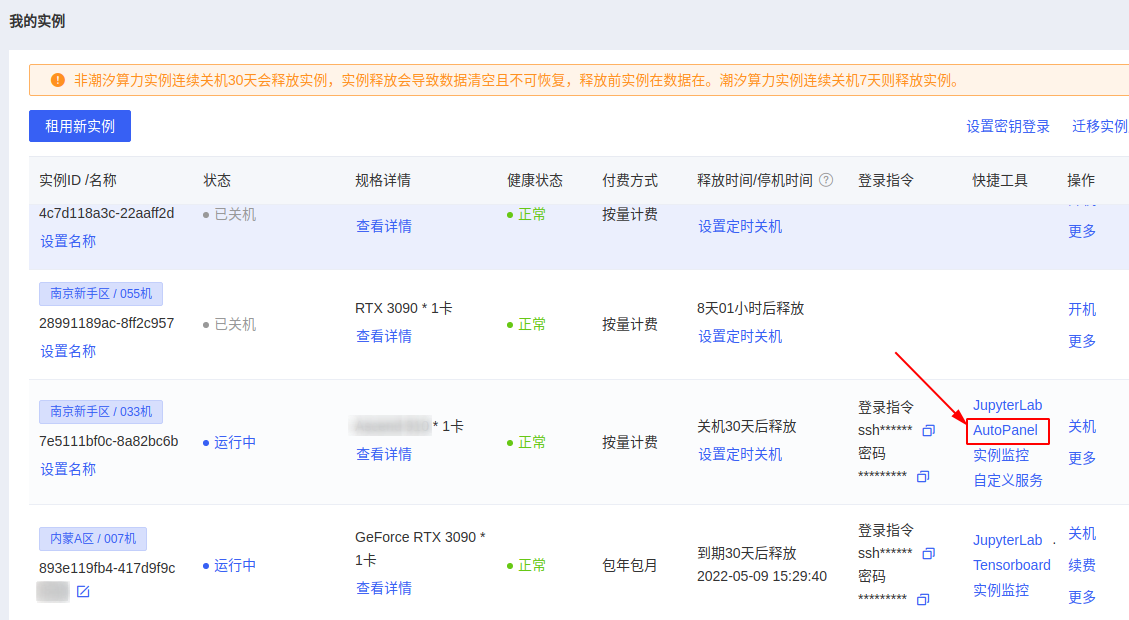 我的实例
非潮汐算力实例连续关机30天会释放实例，实例释放会导致数据清空且不可恢复，释放前实例在数据在。潮汐算力实例连续关机7天则释放实例。
租用新实例
设置密钥登录 迁移实例
实例ID /名称 状态 规格详情 健康状态 付费方式 释放时间/停机时间 登录指令 快捷工具 操作
4c7d118a3c-22aaff2d
设置名称
已关机
查看详情
正常
按量计费
设置定时关机
更多
南京新手区 / 055机
28991189ac-8ff2c957
设置名称
已关机
RTX 3090 * 1卡
查看详情
正常
按量计费
8天01小时后释放
设置定时关机
开机
更多
南京新手区 / 033机
7e5111bf0c-8a82bc6b
设置名称
运行中
* 1卡
查看详情
正常
按量计费
关机30天后释放
设置定时关机
登录指令
ssh******
密码
*********
JupyterLab
AutoPanel
实例监控
自定义服务
关机
更多
内蒙A区 / 007机
893e119fb4-417d9f9c
运行中
GeForce RTX 3090 *
1卡
查看详情
正常
包年包月
到期30天后释放
2022-05-09 15:29:40
登录指令
ssh******
密码
*********
JupyterLab
Tensorboard
实例监控
关机
续费
更多